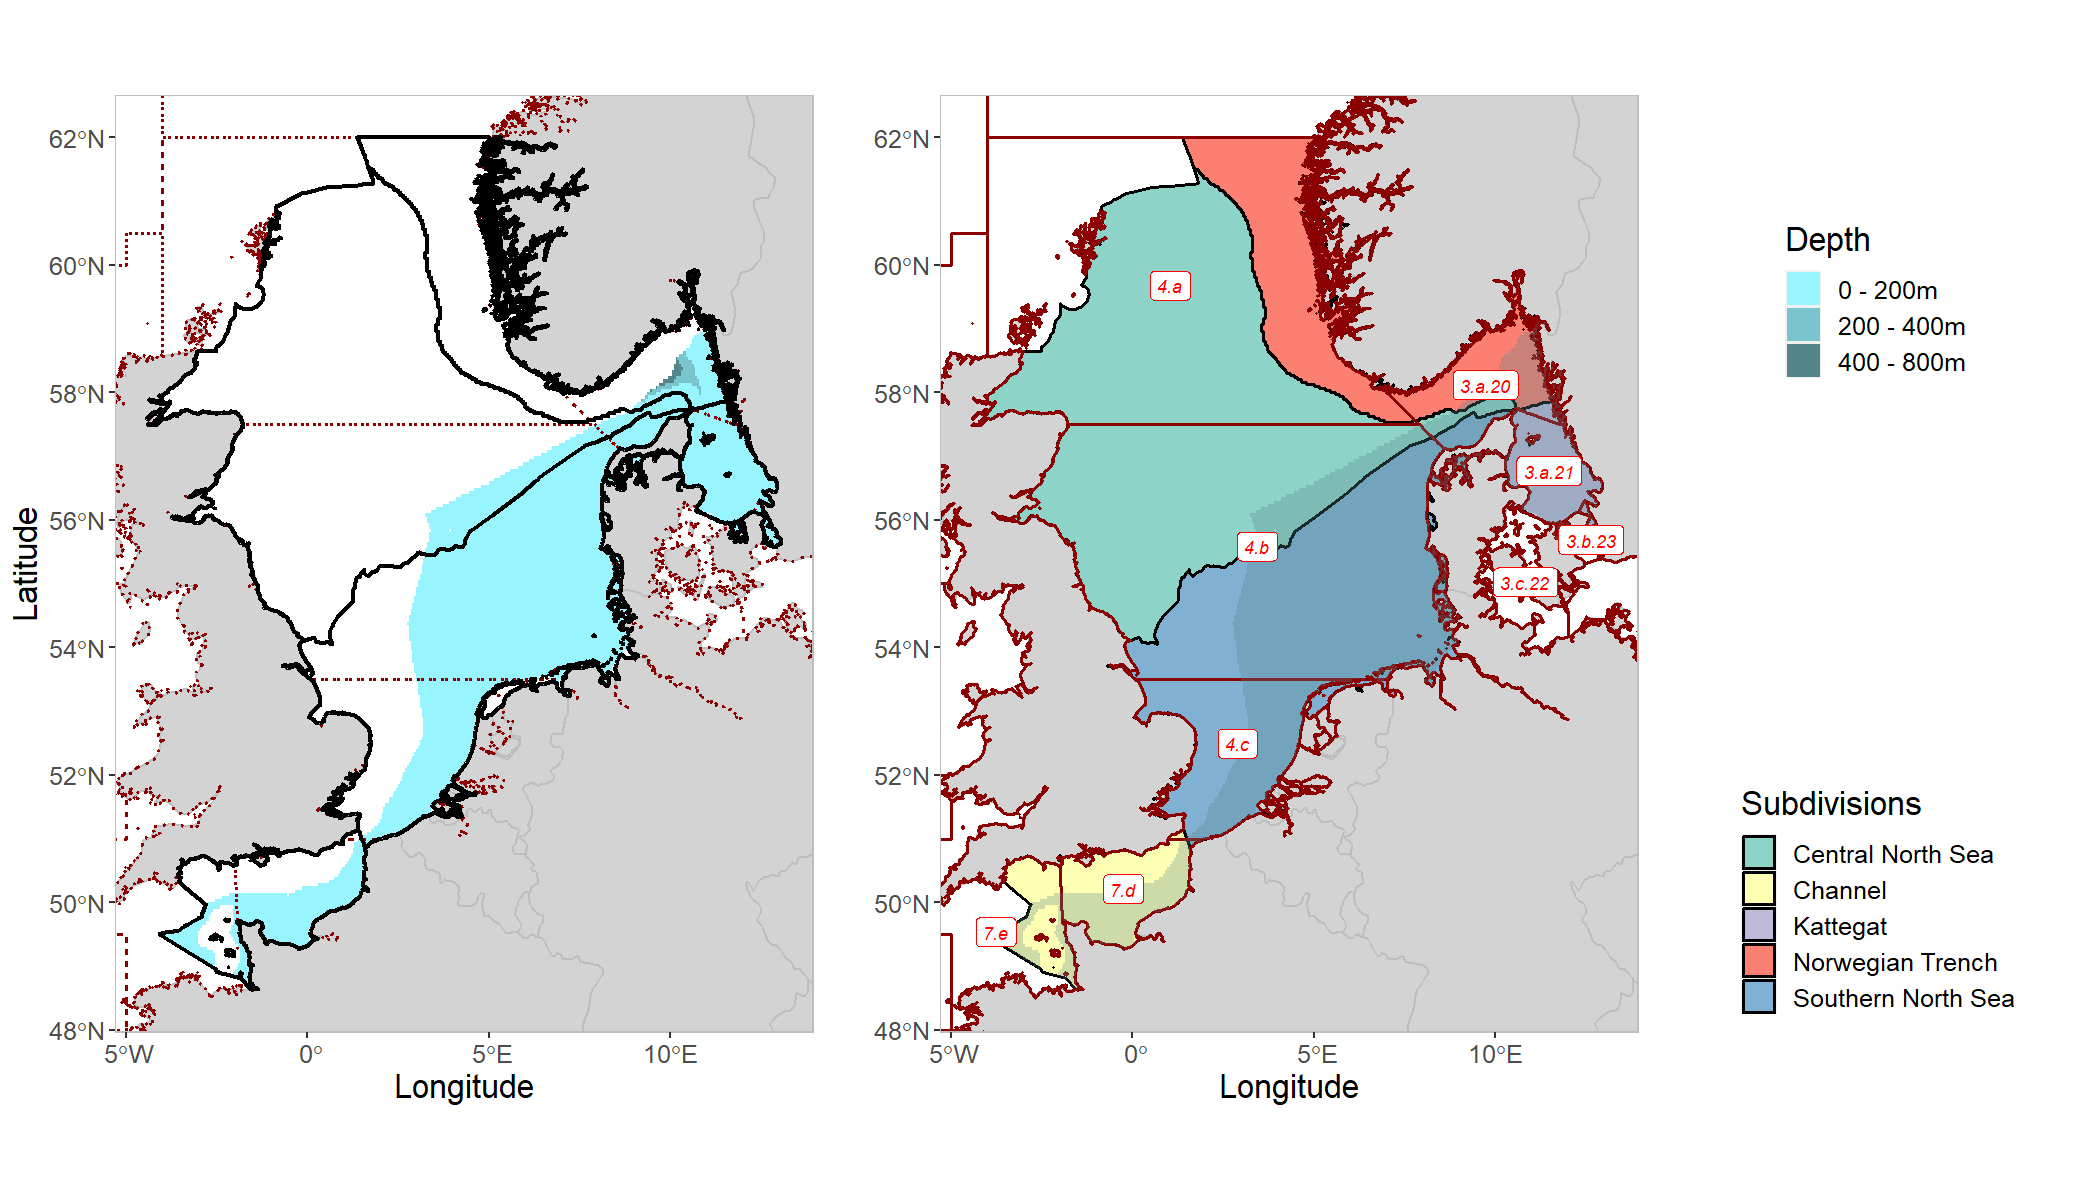 62°N
60°N
58°N
56°N
54°N
52°N
50°N
48°N
5°W
0°
5°E
10°E
Longitude
Latitude
62°N
60°N
58°N
56°N
54°N
52°N
50°N
48°N
5°W
0°
5°E
10°E
Longitude
4.a
3.a.20
3.a.21
4.b
3.b.23
3.c.22
4.c
7.d
7.e
Depth
0 - 200m
200 - 400m
400 - 800m
Subdivisions
Central North Sea
Channel
Kattegat
Norwegian Trench
Southern North Sea